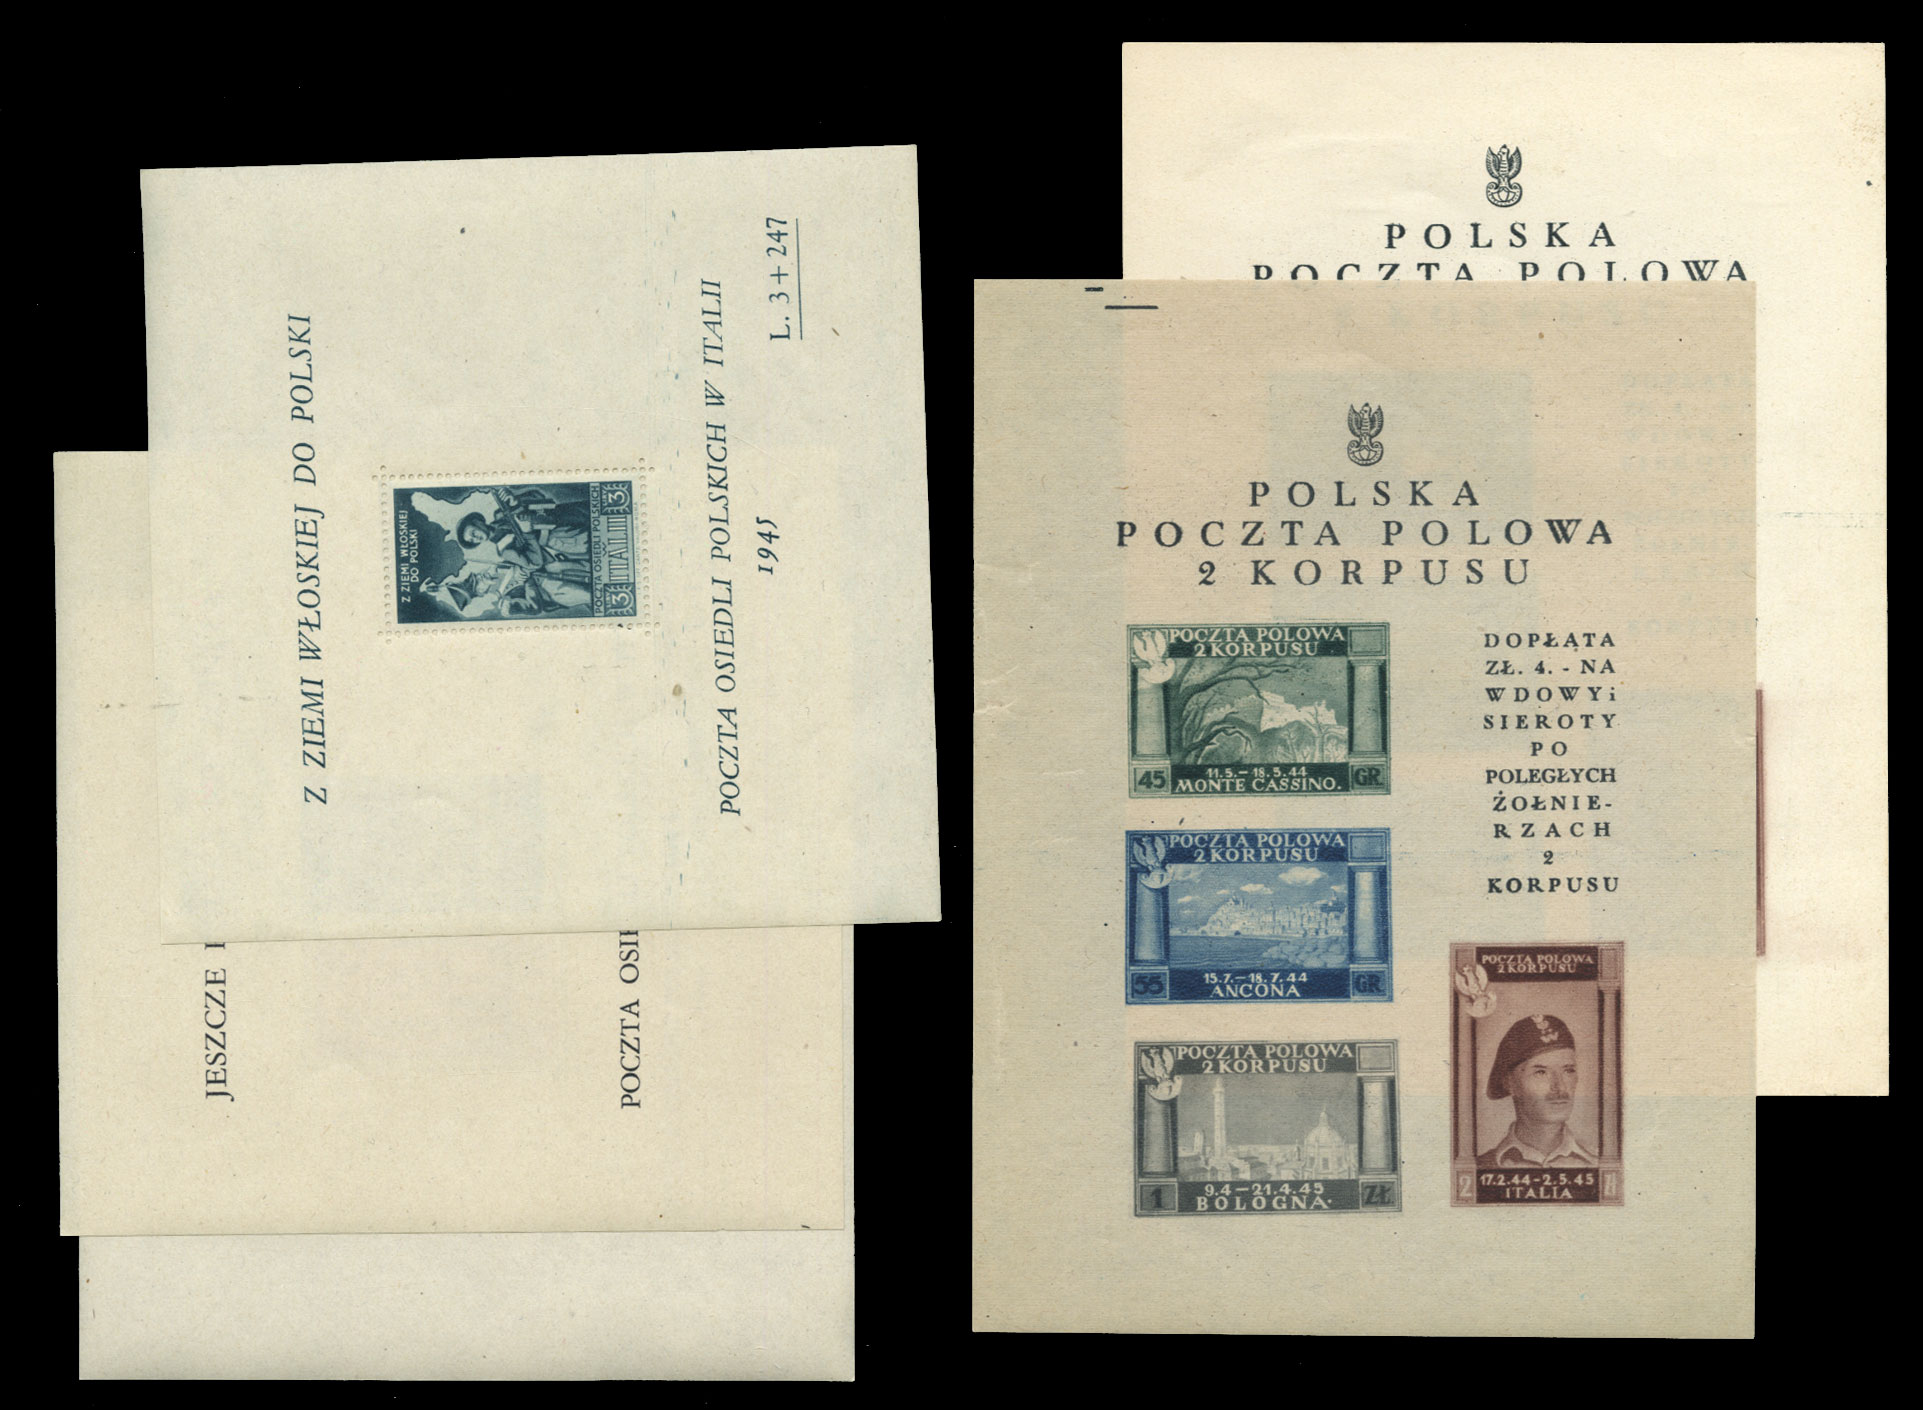 Z ZIEMI WŁOSKIEJ DO POLSKI
Z ZIEMI WŁOSKIEJ
DO POLSKI
POCZTA OSIEDLI POLSKICH
W
3 ITALII 3
POCZTA OSIEDLI POLSKICH W ITALII
1945
L. 3 + 247
JESZCZE
POCZTA OSIE
POLSKA
POCZTA POLOWA
POLSKA
POCZTA POLOWA
2 KORPUSU
POCZTA POLOWA
2 KORPUSU
11.5.-18.5.44
45 MONTE CASSINO. GR.
DOPŁATA
ZŁ. 4.- NA
WDOWY i
SIEROTY
PO
POLEGŁYCH
ŻOŁNIE-
RZACH
2
KORPUSU
POCZTA POLOWA
2 KORPUSU
15.7.-18.7.44
55 ANCONA GR.
POCZTA POLOWA
2 KORPUSU
9.4-21.4.45
1 BOLOGNA. ZŁ.
POCZTA POLOWA
2 KORPUSU
17.2.44-2.5.45
2 ITALIA ZŁ